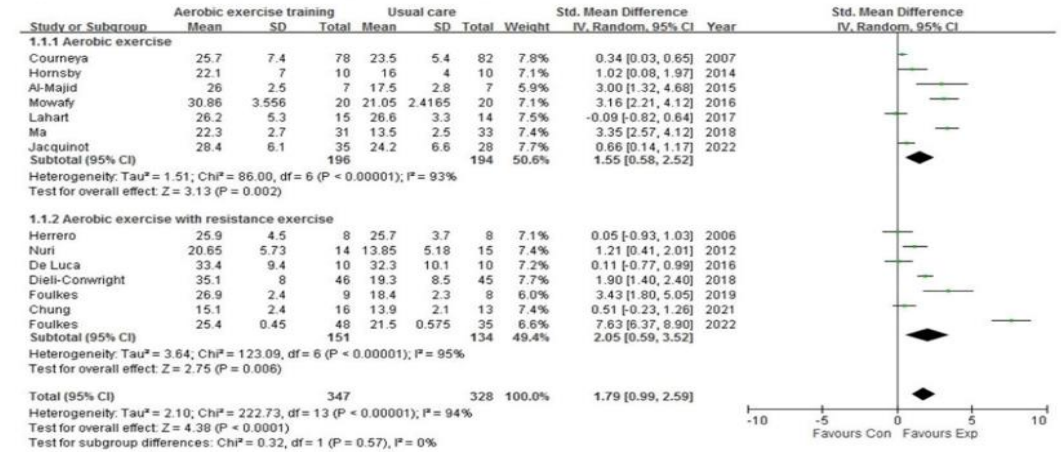 Aerobic exercise training Usual care Std. Mean Difference Std. Mean Difference
Study or Subgroup Mean SD Total Mean SD Total Weight IV, Random, 95% CI Year IV, Random, 95% CI
1.1.1 Aerobic exercise
Courneya 25.7 7.4 78 23.5 5.4 82 7.8% 0.34 [0.03, 0.65] 2007
Hornsby 22.1 7 10 16 4 10 7.1% 1.02 [0.08, 1.97] 2014
Al-Majid 26 2.5 7 17.5 2.8 7 5.9% 3.00 [1.32, 4.68] 2015
Mowafy 30.86 3.556 20 21.05 2.4165 20 7.1% 3.16 [2.21, 4.12] 2016
Lahart 26.2 5.3 15 26.6 3.3 14 7.5% -0.09 [-0.82, 0.64] 2017
Ma 22.3 2.7 31 13.5 2.5 33 7.4% 3.35 [2.57, 4.12] 2018
Jacquinot 28.4 6.1 35 24.2 6.6 28 7.7% 0.66 [0.14, 1.17] 2022
Subtotal (95% CI) 196 194 50.6% 1.55 [0.58, 2.52]
Heterogeneity: Tau² = 1.51; Chi² = 86.00, df = 6 (P < 0.00001); I² = 93%
Test for overall effect: Z = 3.13 (P = 0.002)
1.1.2 Aerobic exercise with resistance exercise
Herrero 25.9 4.5 8 25.7 3.7 8 7.1% 0.05 [-0.93, 1.03] 2006
Nuri 20.65 5.73 14 13.85 5.18 15 7.4% 1.21 [0.41, 2.01] 2012
De Luca 33.4 9.4 10 32.3 10.1 10 7.2% 0.11 [-0.77, 0.99] 2016
Dieli-Conwright 35.1 8 46 19.3 8.5 45 7.7% 1.90 [1.40, 2.40] 2018
Foulkes 26.9 2.4 9 18.4 2.3 8 6.0% 3.43 [1.80, 5.05] 2019
Chung 15.1 2.4 16 13.9 2.1 13 7.5% 0.51 [-0.23, 1.26] 2021
Foulkes 25.4 0.45 48 21.5 0.575 35 6.6% 7.63 [6.37, 8.90] 2022
Subtotal (95% CI) 151 134 49.4% 2.05 [0.59, 3.52]
Heterogeneity: Tau² = 3.64; Chi² = 123.09, df = 6 (P < 0.00001); I² = 95%
Test for overall effect: Z = 2.75 (P = 0.006)
Total (95% CI) 347 328 100.0% 1.79 [0.99, 2.59]
Heterogeneity: Tau² = 2.10; Chi² = 222.73, df = 13 (P < 0.00001); I² = 94%
Test for overall effect: Z = 4.38 (P < 0.0001)
Test for subgroup differences: Chi² = 0.32, df = 1 (P = 0.57), I² = 0%
-10 -5 0 5 10
Favours Con Favours Exp